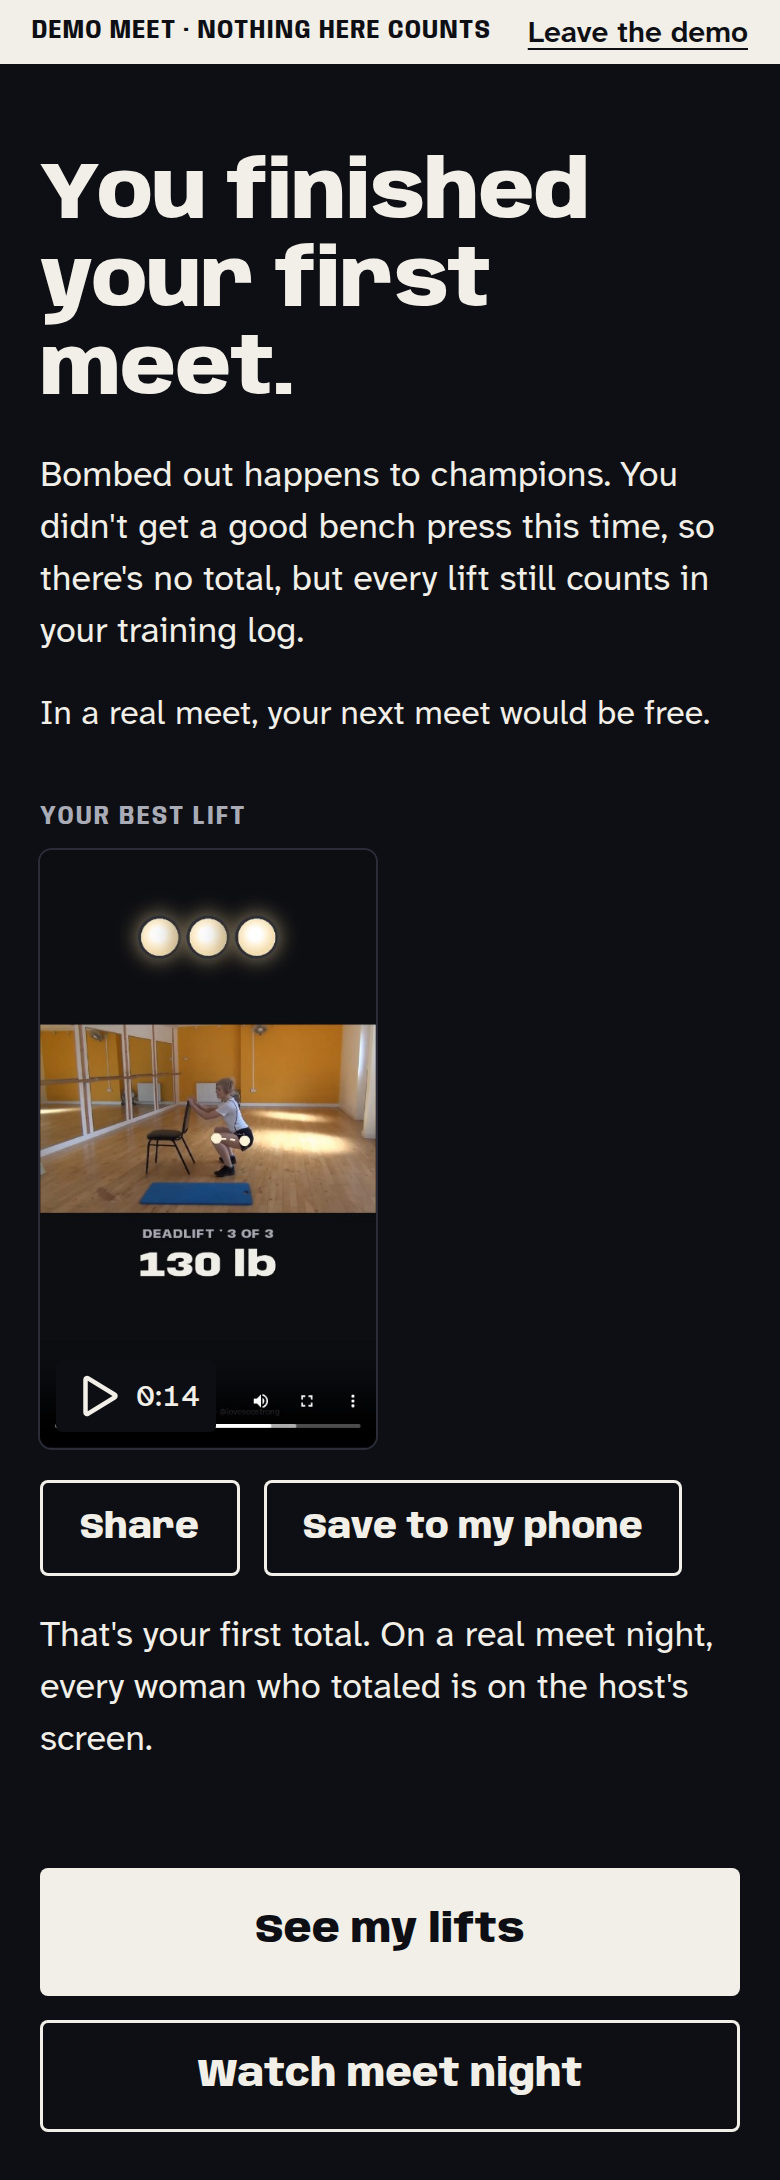 DEMO MEET · NOTHING HERE COUNTS
Leave the demo
You finished
your first
meet.
Bombed out happens to champions. You
didn't get a good bench press this time, so
there's no total, but every lift still counts in
your training log.
In a real meet, your next meet would be free.
YOUR BEST LIFT
DEADLIFT · 3 OF 3
130 lb
0:14
Share
Save to my phone
That's your first total. On a real meet night,
every woman who totaled is on the host's
screen.
See my lifts
Watch meet night